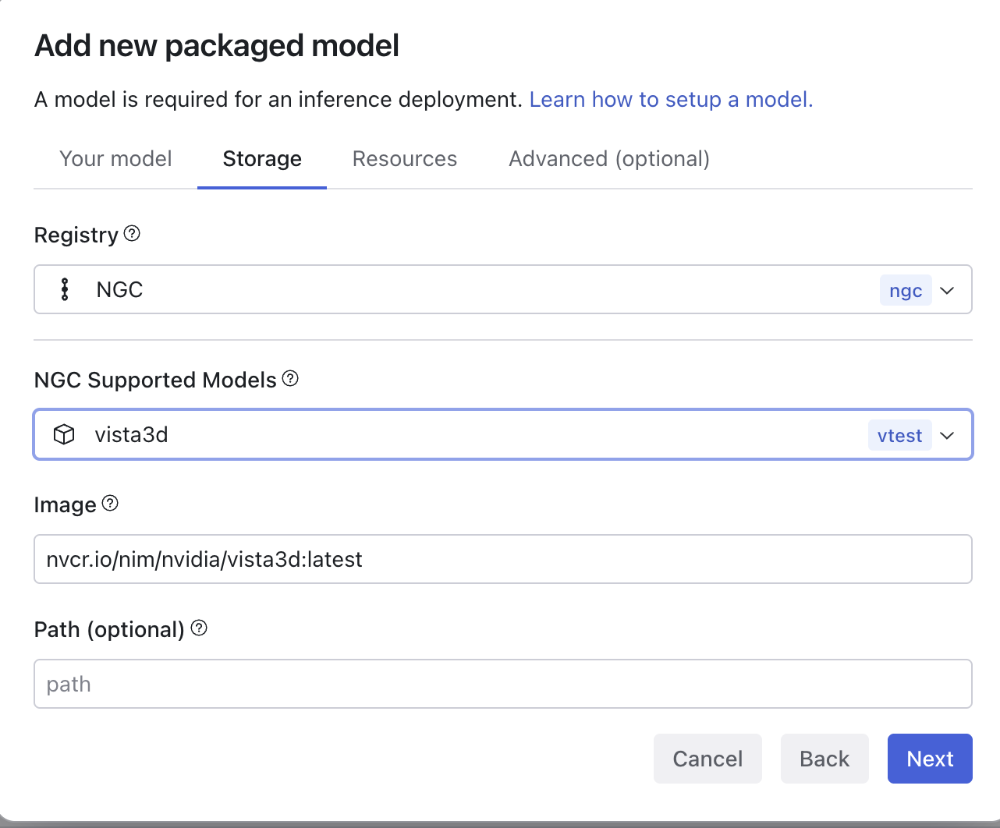 Add new packaged model
A model is required for an inference deployment. Learn how to setup a model.
Your model Storage Resources Advanced (optional)
Registry
NGC ngc
NGC Supported Models
vista3d vtest
Image
nvcr.io/nim/nvidia/vista3d:latest
Path (optional)
path
Cancel Back Next